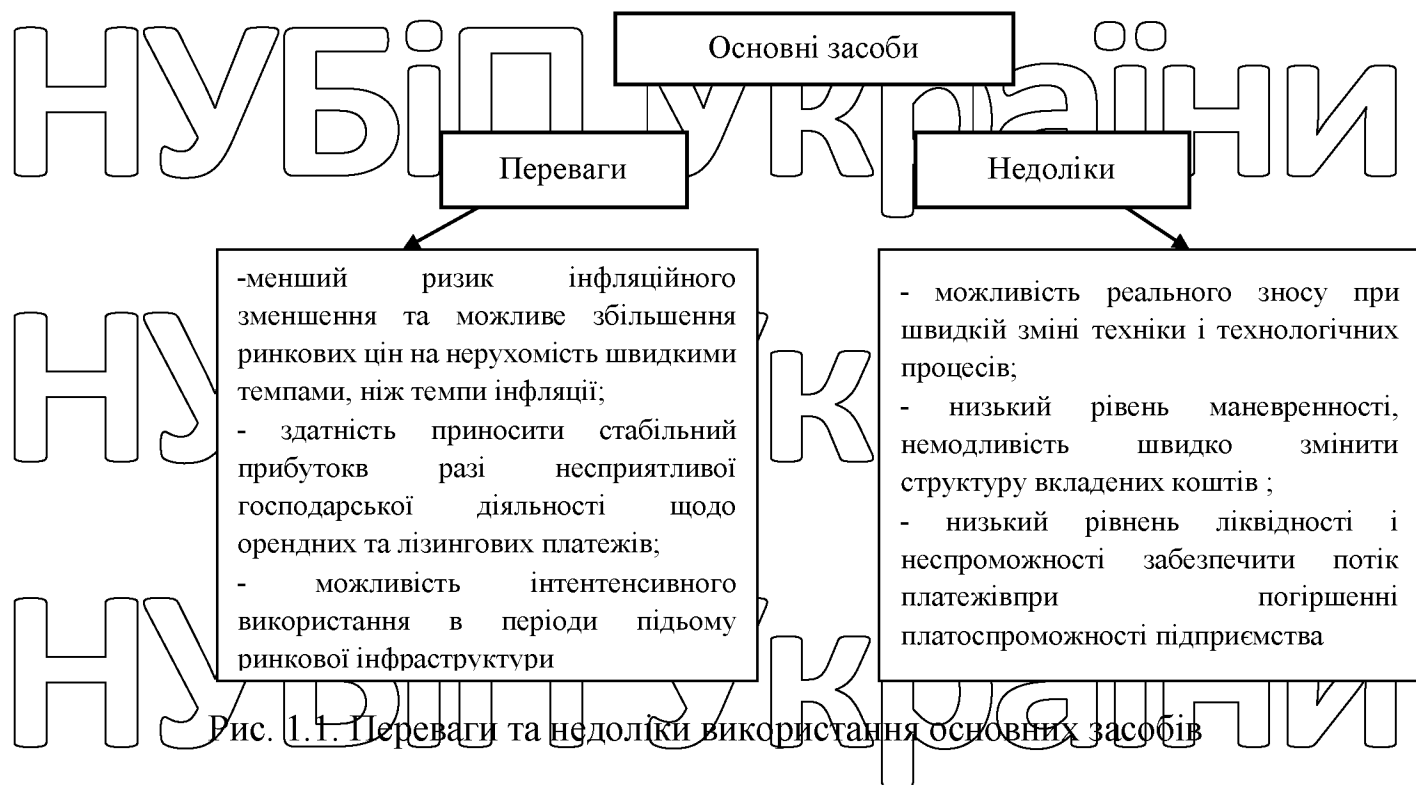 НУБіП України
Основні засоби
Переваги
Недоліки
-менший ризик інфляційного
зменшення та можливе збільшення
ринкових цін на нерухомість швидкими
темпами, ніж темпи інфляції;
- здатність приносити стабільний
прибутокв разі несприятливої
господарської діяльності щодо
орендних та лізингових платежів;
- можливість інтентенсивного
використання в періоди підьому
ринкової інфраструктури
- можливість реального зносу при
швидкій зміні техніки і технологічних
процесів;
- низький рівень маневренності,
немодливість швидко змінити
структуру вкладених коштів ;
- низький рівнень ліквідності і
неспроможності забезпечити потік
платежівпри погіршенні
платоспроможності підприємства
НУБіП України
НУБіП України
Рис. 1.1. Переваги та недоліки використання основних засобів